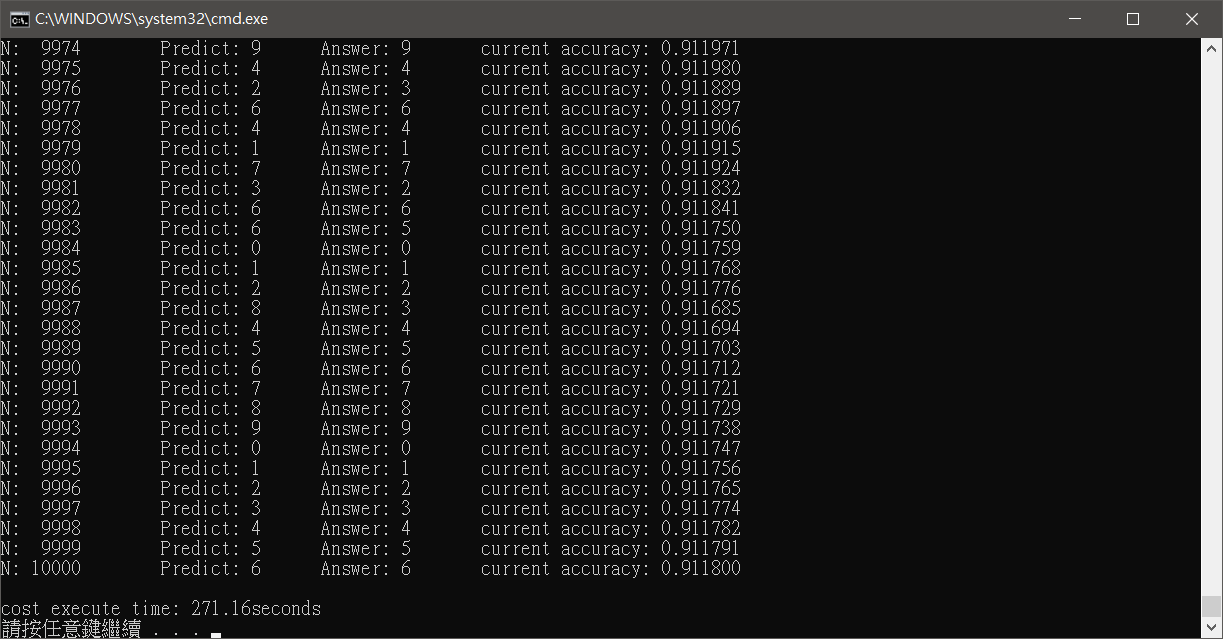 C:\WINDOWS\system32\cmd.exe
N: 9974 Predict: 9 Answer: 9 current accuracy: 0.911971
N: 9975 Predict: 4 Answer: 4 current accuracy: 0.911980
N: 9976 Predict: 2 Answer: 3 current accuracy: 0.911889
N: 9977 Predict: 6 Answer: 6 current accuracy: 0.911897
N: 9978 Predict: 4 Answer: 4 current accuracy: 0.911906
N: 9979 Predict: 1 Answer: 1 current accuracy: 0.911915
N: 9980 Predict: 7 Answer: 7 current accuracy: 0.911924
N: 9981 Predict: 3 Answer: 2 current accuracy: 0.911832
N: 9982 Predict: 6 Answer: 6 current accuracy: 0.911841
N: 9983 Predict: 6 Answer: 5 current accuracy: 0.911750
N: 9984 Predict: 0 Answer: 0 current accuracy: 0.911759
N: 9985 Predict: 1 Answer: 1 current accuracy: 0.911768
N: 9986 Predict: 2 Answer: 2 current accuracy: 0.911776
N: 9987 Predict: 8 Answer: 3 current accuracy: 0.911685
N: 9988 Predict: 4 Answer: 4 current accuracy: 0.911694
N: 9989 Predict: 5 Answer: 5 current accuracy: 0.911703
N: 9990 Predict: 6 Answer: 6 current accuracy: 0.911712
N: 9991 Predict: 7 Answer: 7 current accuracy: 0.911721
N: 9992 Predict: 8 Answer: 8 current accuracy: 0.911729
N: 9993 Predict: 9 Answer: 9 current accuracy: 0.911738
N: 9994 Predict: 0 Answer: 0 current accuracy: 0.911747
N: 9995 Predict: 1 Answer: 1 current accuracy: 0.911756
N: 9996 Predict: 2 Answer: 2 current accuracy: 0.911765
N: 9997 Predict: 3 Answer: 3 current accuracy: 0.911774
N: 9998 Predict: 4 Answer: 4 current accuracy: 0.911782
N: 9999 Predict: 5 Answer: 5 current accuracy: 0.911791
N: 10000 Predict: 6 Answer: 6 current accuracy: 0.911800
cost execute time: 271.16seconds
請按任意鍵繼續 . . .